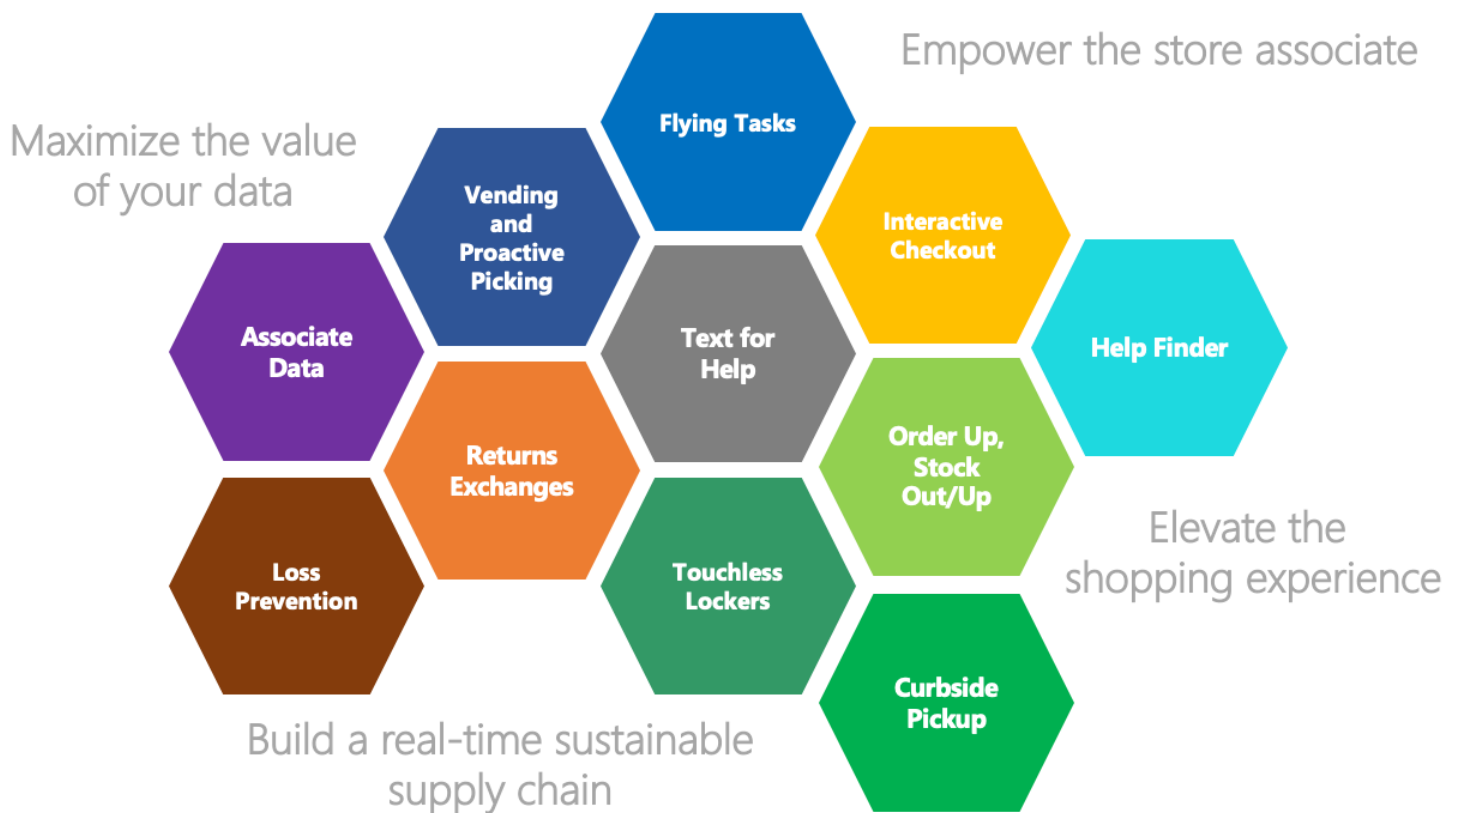 Empower the store associate
Maximize the value
of your data
Flying Tasks
Vending
and
Proactive
Picking
Interactive
Checkout
Associate
Data
Text for
Help
Help Finder
Returns
Exchanges
Order Up,
Stock
Out/Up
Loss
Prevention
Touchless
Lockers
Elevate the
shopping experience
Curbside
Pickup
Build a real-time sustainable
supply chain